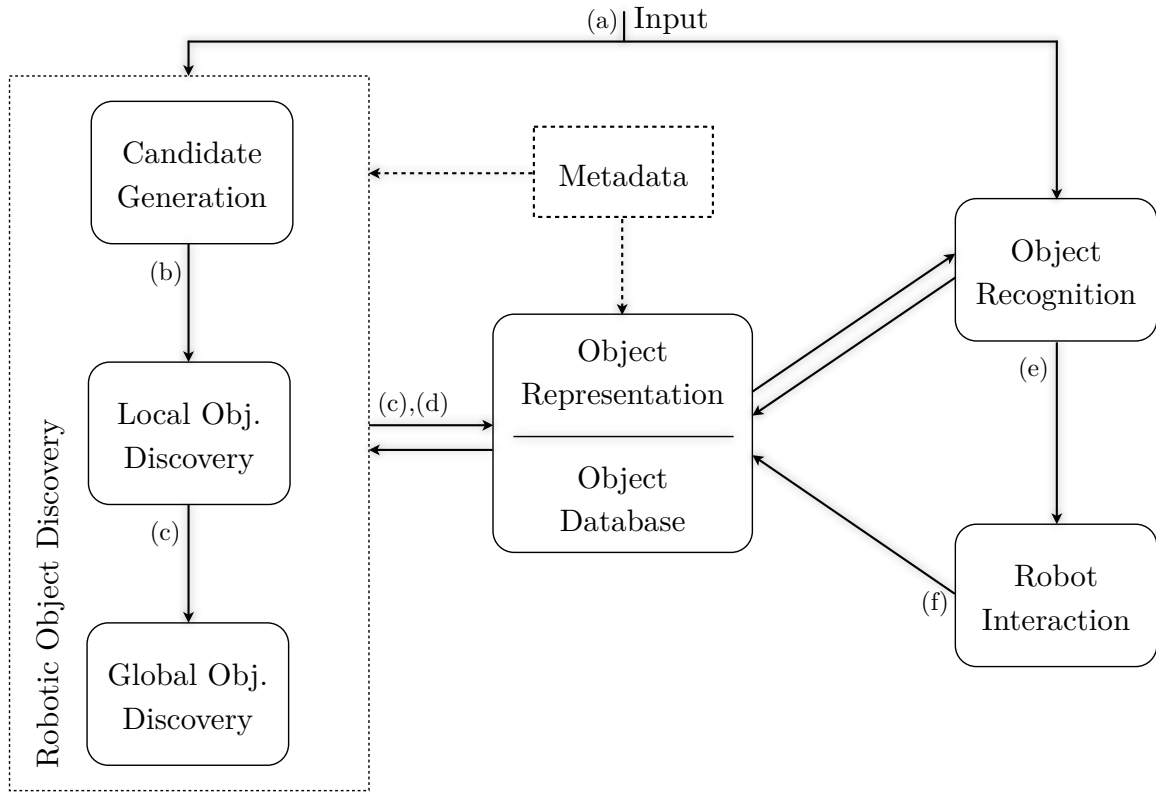 (a)
Input
Candidate
Generation
Metadata
Object
Recognition
(b)
Object
Representation
(e)
Local Obj.
Discovery
(c),(d)
Object
Database
(c)
Robotic Object Discovery
Robot
Interaction
(f)
Global Obj.
Discovery